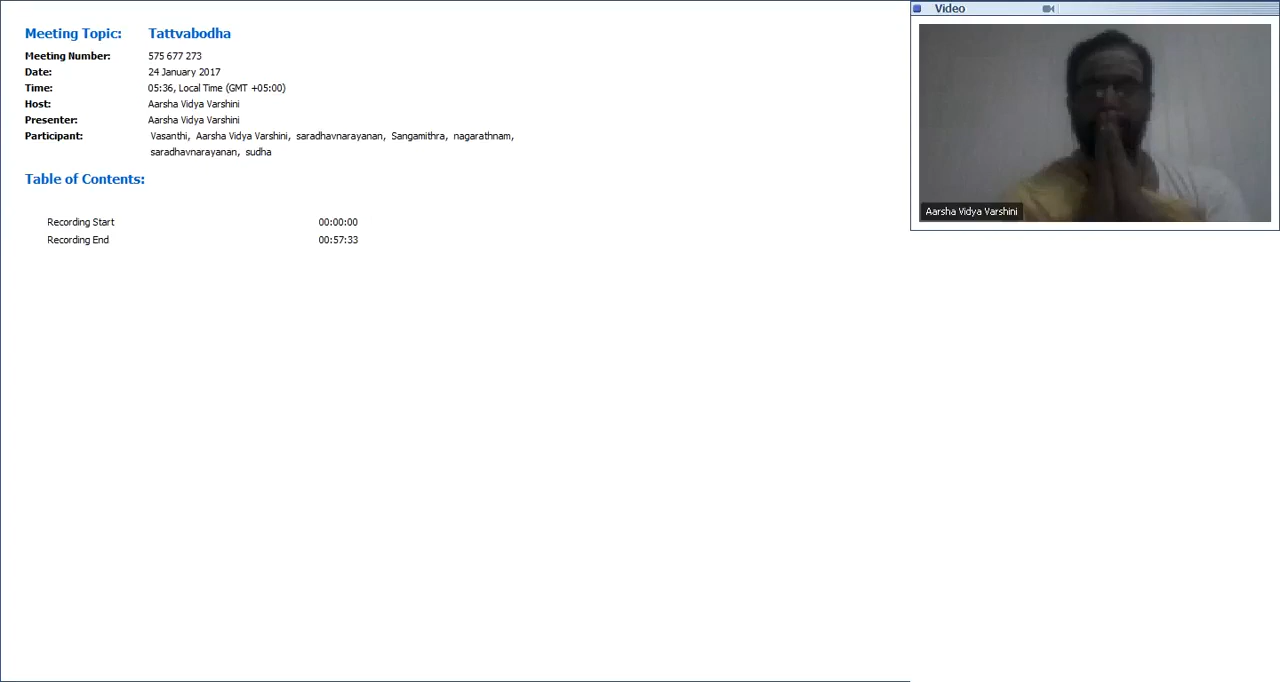 Meeting Topic: Tattvabodha
Meeting Number: 575 677 273
Date: 24 January 2017
Time: 05:36, Local Time (GMT +05:00)
Host: Aarsha Vidya Varshini
Presenter: Aarsha Vidya Varshini
Participant: Vasanthi, Aarsha Vidya Varshini, saradhavnarayanan, Sangamithra, nagarathnam,
saradhavnarayanan, sudha
Table of Contents:
Recording Start 00:00:00
Recording End 00:57:33
Video
Aarsha Vidya Varshini